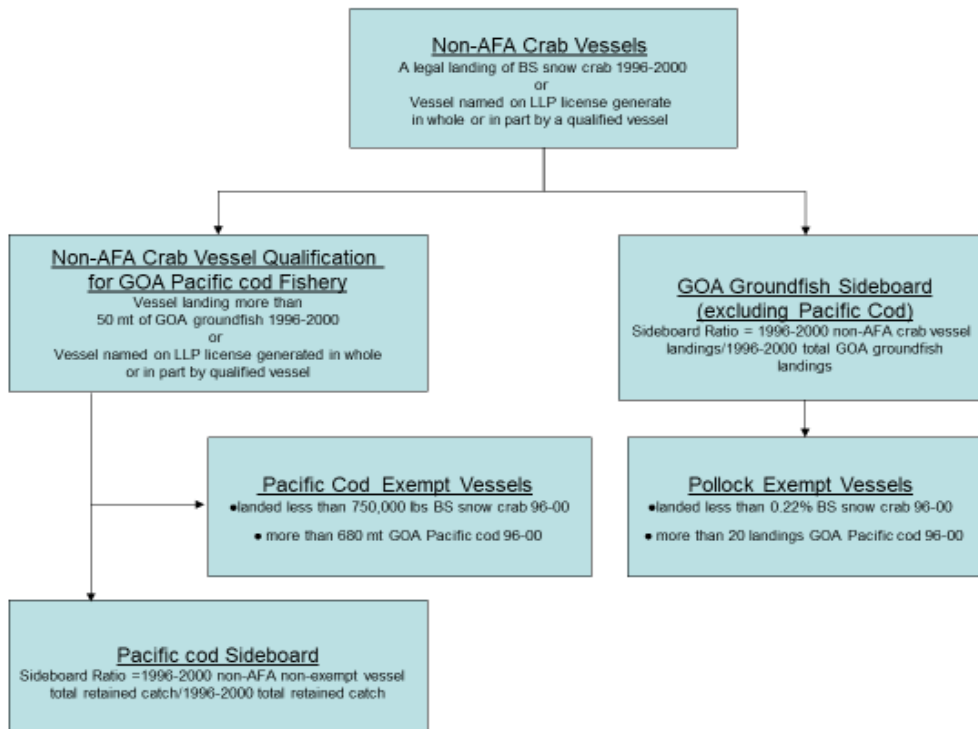 Non-AFA Crab Vessels
A legal landing of BS snow crab 1996-2000
or
Vessel named on LLP license generate
in whole or in part by a qualified vessel
Non-AFA Crab Vessel Qualification
for GOA Pacific cod Fishery
Vessel landing more than
50 mt of GOA groundfish 1996-2000
or
Vessel named on LLP license generated in whole
or in part by qualified vessel
GOA Groundfish Sideboard
(excluding Pacific Cod)
Sideboard Ratio = 1996-2000 non-AFA crab vessel
landings/1996-2000 total GOA groundfish
landings
Pacific Cod Exempt Vessels
●landed less than 750,000 lbs BS snow crab 96-00
● more than 680 mt GOA Pacific cod 96-00
Pollock Exempt Vessels
●landed less than 0.22% BS snow crab 96-00
● more than 20 landings GOA Pacific cod 96-00
Pacific cod Sideboard
Sideboard Ratio =1996-2000 non-AFA non-exempt vessel
total retained catch/1996-2000 total retained catch